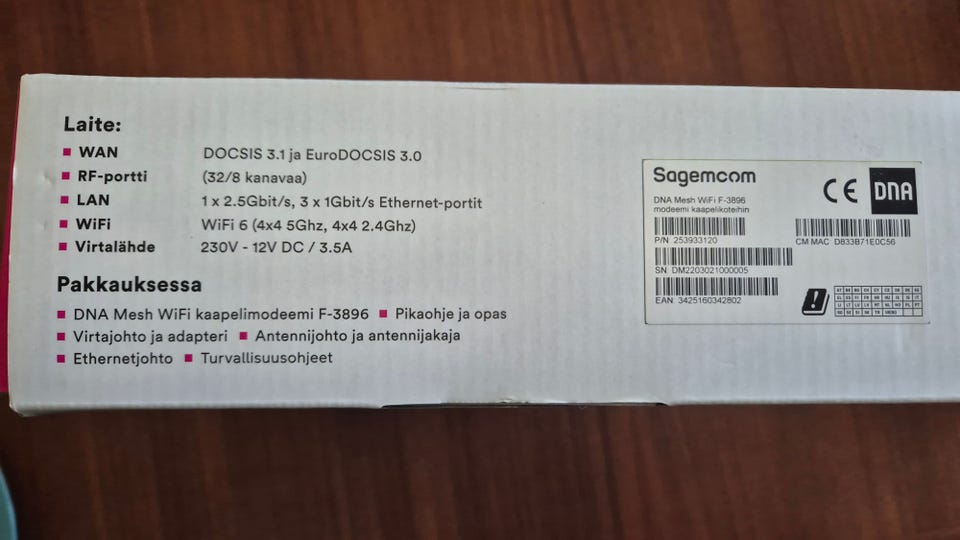 Laite:
WAN DOCSIS 3.1 ja EuroDOCSIS 3.0
RF-portti (32/8 kanavaa)
LAN 1 x 2.5Gbit/s, 3 x 1Gbit/s Ethernet-portit
WiFi WiFi 6 (4x4 5Ghz, 4x4 2.4Ghz)
Virtalähde 230V - 12V DC / 3.5A
Pakkauksessa
DNA Mesh WiFi kaapelimodeemi F-3896 Pikaohje ja opas
Virtajohto ja adapteri Antennijohto ja antennijakaja
Ethernetjohto Turvallisuusohjeet
Sagemcom
CE DNA
DNA Mesh WiFi F-3896
modeemi kaapelikoteihin
P/N 253933120
CM MAC D833B71E0C56
SN DM2203021000005
EAN 3425160342802